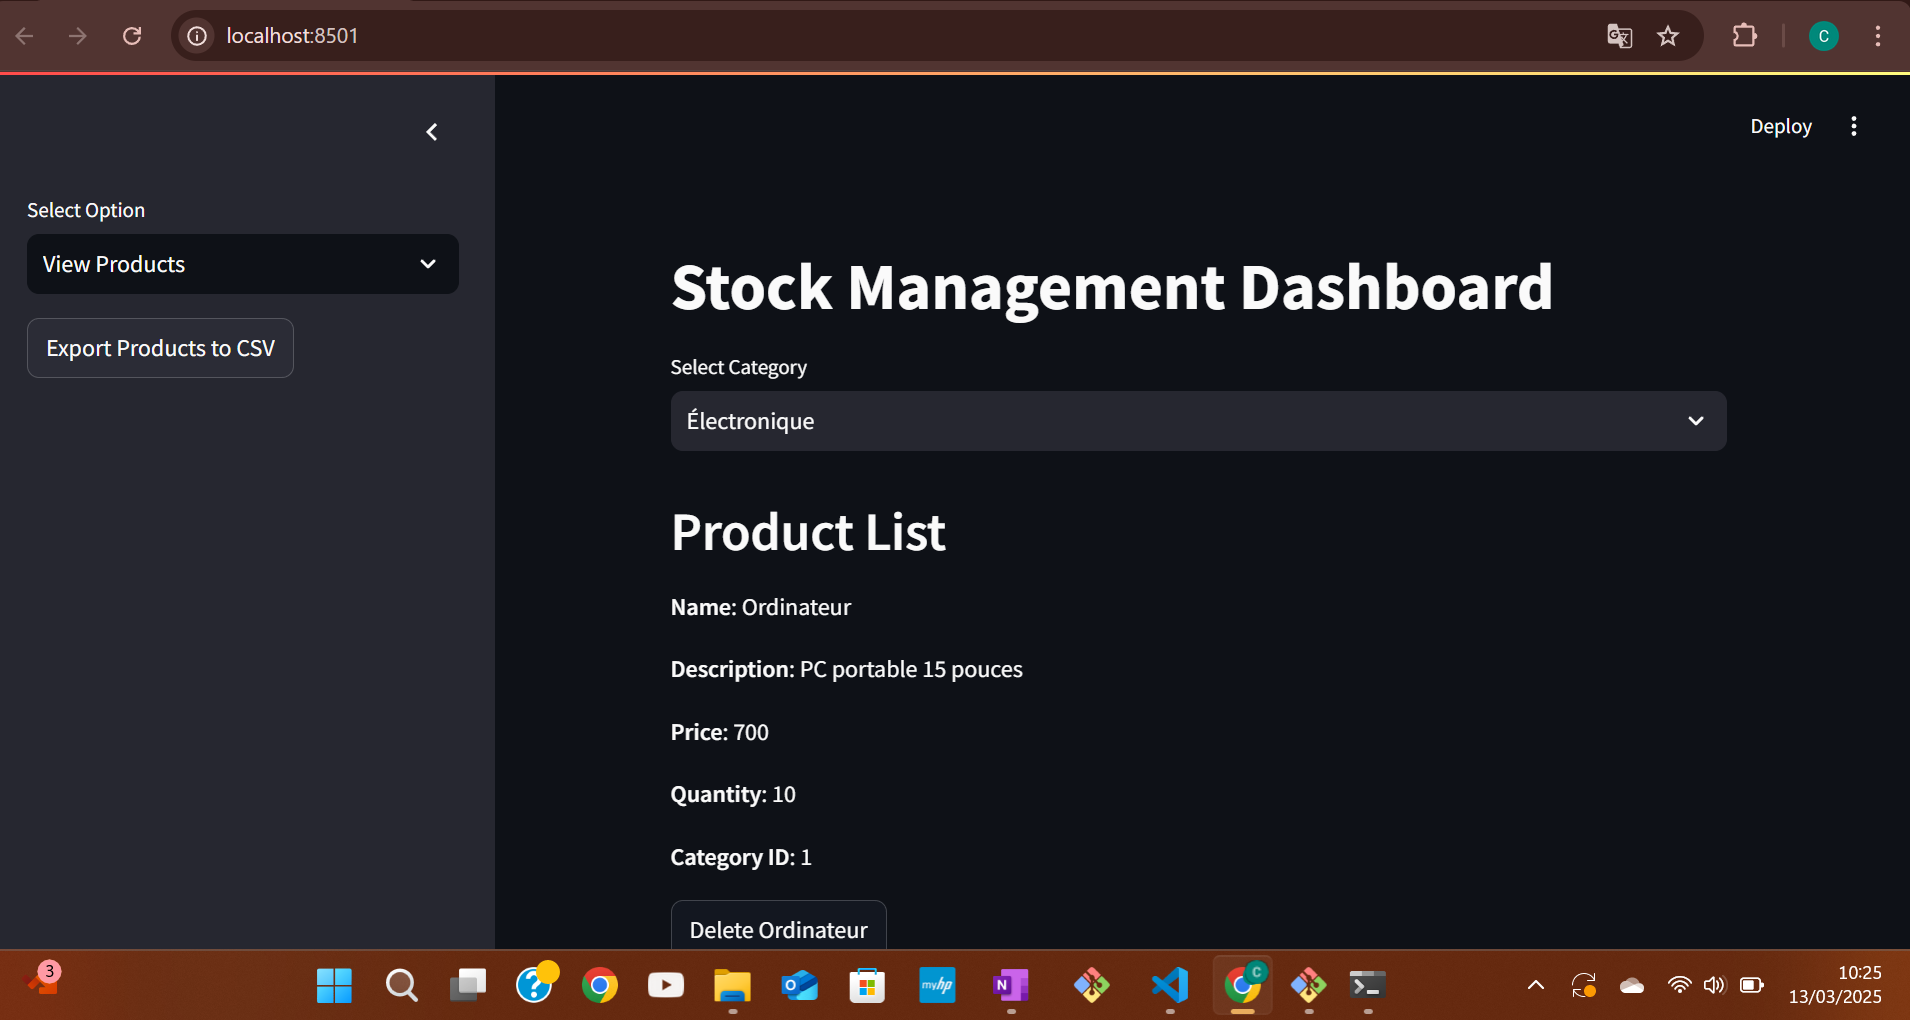 localhost:8501
C
Deploy
Select Option
View Products
Export Products to CSV
Stock Management Dashboard
Select Category
Électronique
Product List
Name: Ordinateur
Description: PC portable 15 pouces
Price: 700
Quantity: 10
Category ID: 1
Delete Ordinateur
3
?
O
myhp
N
C
10:25
13/03/2025